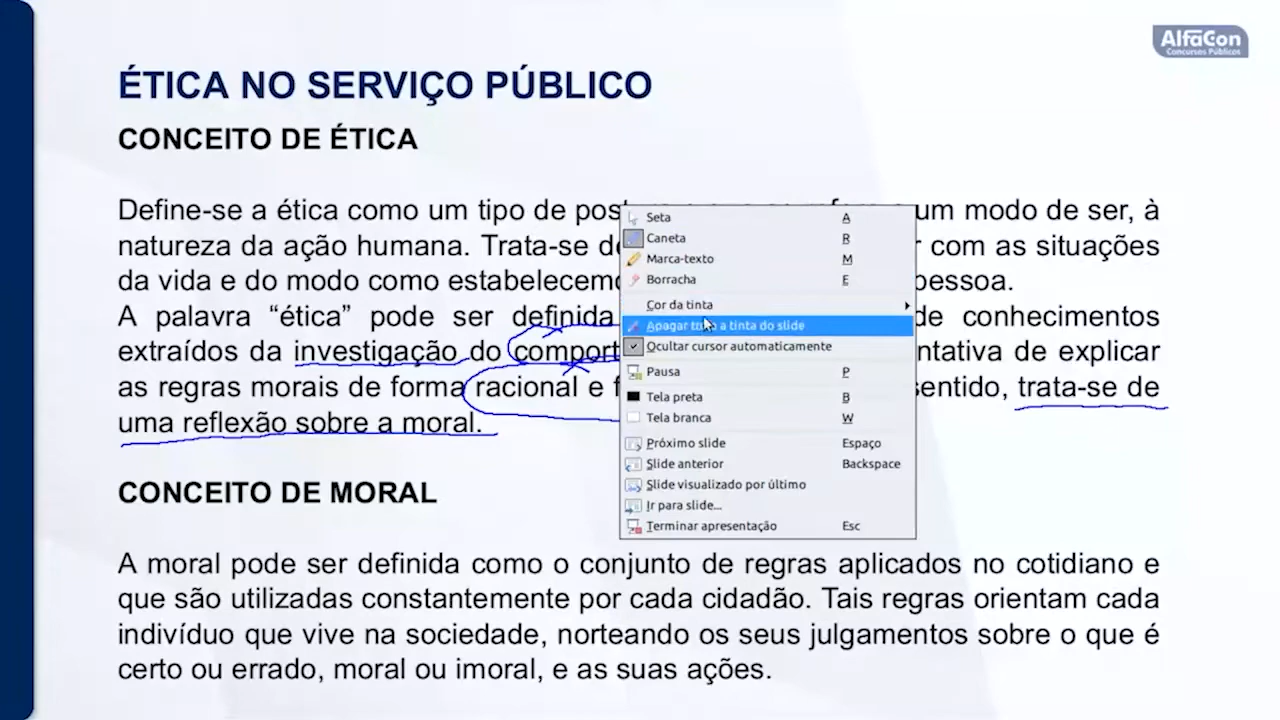 AlfaCon
Concursos Públicos
ÉTICA NO SERVIÇO PÚBLICO
CONCEITO DE ÉTICA
Define-se a ética como um tipo de um modo de ser, à
natureza da ação humana. Trata-se com as situações
da vida e do modo como pessoa.
A palavra “ética” pode ser definida de conhecimentos
extraídos da investigação do de explicar
as regras morais de forma racional e sentido, trata-se de
uma reflexão sobre a moral.
Seta A
Caneta R
Marca-texto M
Borracha E
Cor da tinta
Apagar a tinta do slide
Ocultar cursor automaticamente
Pausa P
Tela preta B
Tela branca W
Próximo slide Espaço
Slide anterior Backspace
Slide visualizado por último
Ir para slide...
Terminar apresentação Esc
CONCEITO DE MORAL
A moral pode ser definida como o conjunto de regras aplicados no cotidiano e
que são utilizadas constantemente por cada cidadão. Tais regras orientam cada
indivíduo que vive na sociedade, norteando os seus julgamentos sobre o que é
certo ou errado, moral ou imoral, e as suas ações.